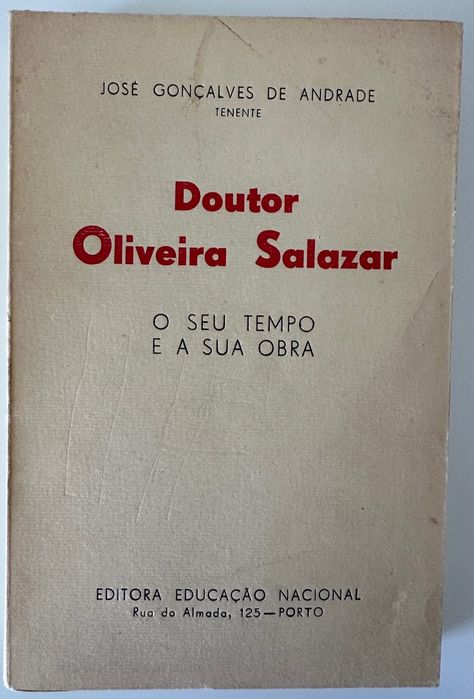 JOSÉ GONÇALVES DE ANDRADE
TENENTE
Doutor
Oliveira Salazar
O SEU TEMPO
E A SUA OBRA
EDITORA EDUCAÇÃO NACIONAL
Rua do Almada, 125—PORTO